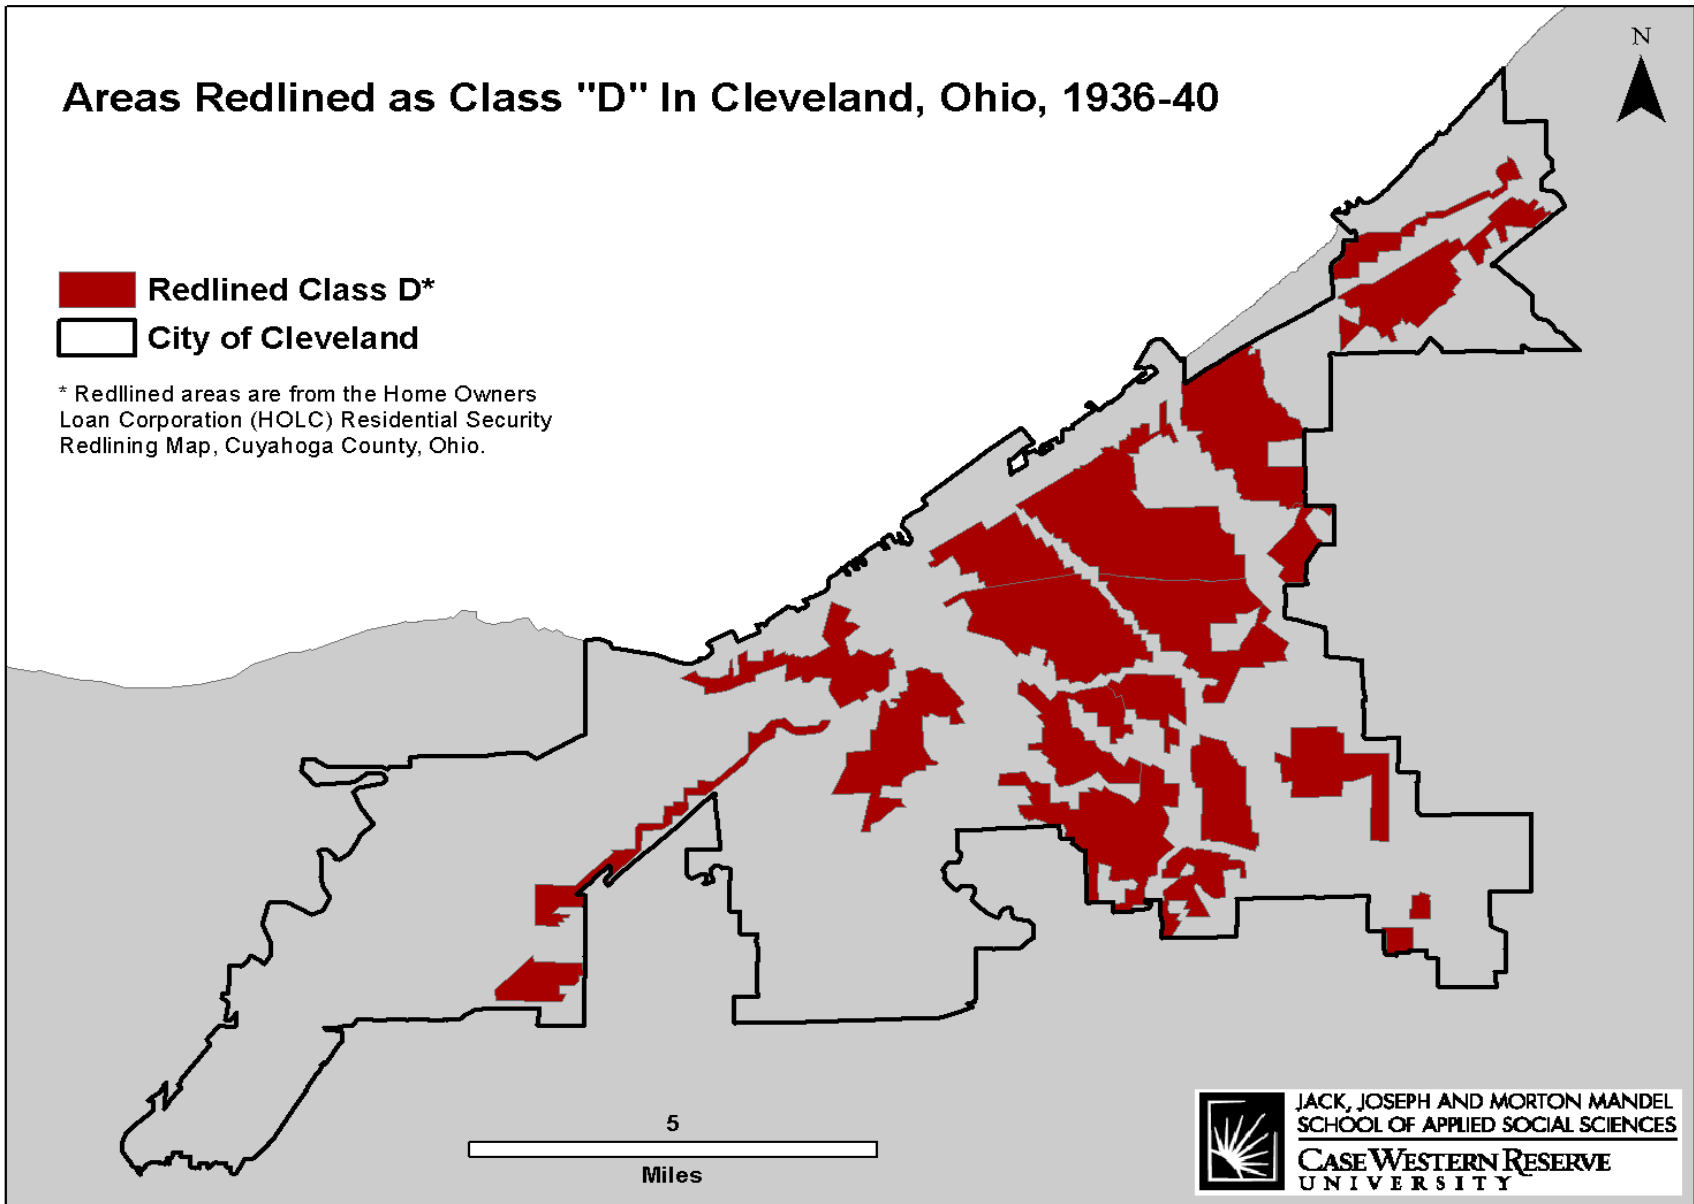 Areas Redlined as Class "D" In Cleveland, Ohio, 1936-40
N
Redlined Class D*
City of Cleveland
* Redllined areas are from the Home Owners
Loan Corporation (HOLC) Residential Security
Redlining Map, Cuyahoga County, Ohio.
5
Miles
JACK, JOSEPH AND MORTON MANDEL
SCHOOL OF APPLIED SOCIAL SCIENCES
CASE WESTERN RESERVE
UNIVERSITY